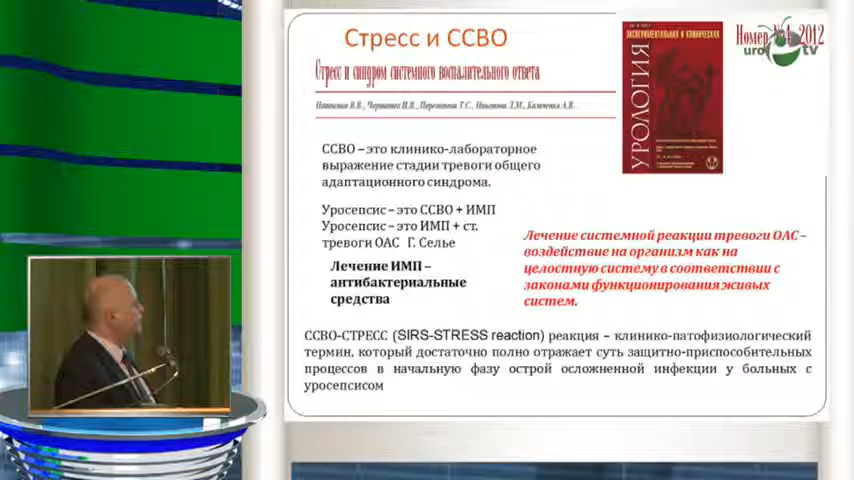 Стресс и ССВО
Стресс и синдром системного воспалительного ответа
ЭКСПЕРИМЕНТАЛЬНАЯ И КЛИНИЧЕСКАЯ
УРОЛОГИЯ
Номер №1, 2012
uro tv
ССВО – это клинико-лабораторное
выражение стадии тревоги общего
адаптационного синдрома.
Уросепсис – это ССВО + ИМП
Уросепсис – это ИМП + ст.
тревоги ОАС Г. Селье
Лечение ИМП –
антибактериальные
средства
Лечение системной реакции тревоги ОАС –
воздействие на организм как на
целостную систему в соответствии с
законами функционирования живых
систем.
ССВО-СТРЕСС (SIRS-STRESS reaction) реакция – клинико-патофизиологический
термин, который достаточно полно отражает суть защитно-приспособительных
процессов в начальную фазу острой осложненной инфекции у больных с
уросепсисом